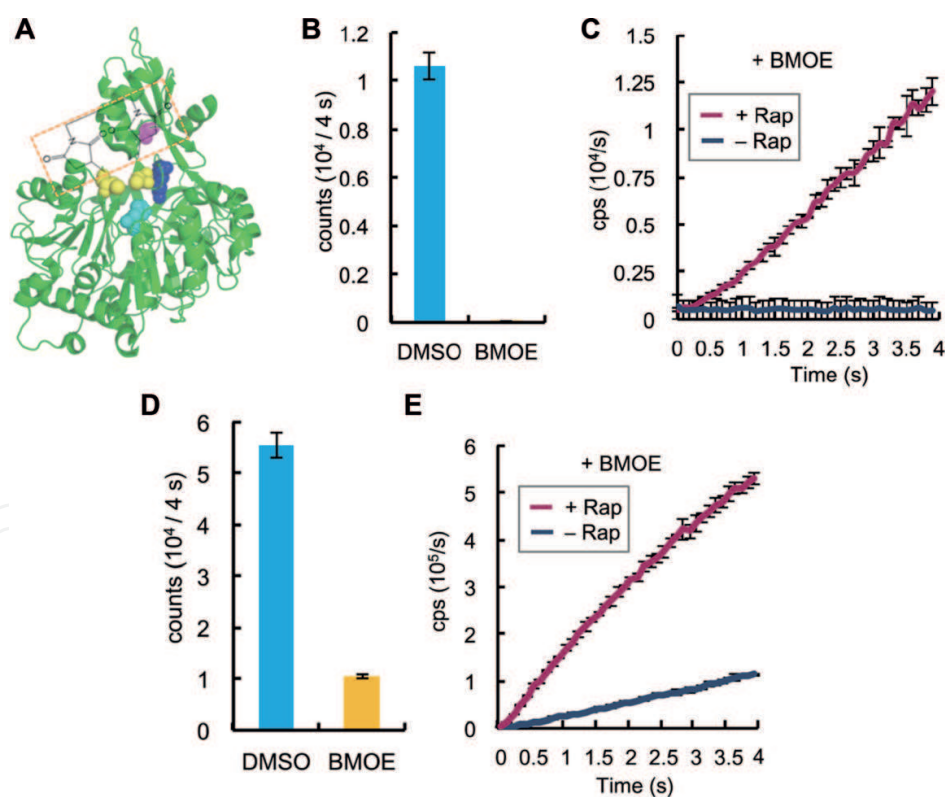 A
O
N
O
N
O
O
B
counts (10⁴ / 4 s)
1.2
1
0.8
0.6
0.4
0.2
0
DMSO BMOE
C
+ BMOE
+ Rap
– Rap
cps (10⁴/s)
1.5
1.25
1
0.75
0.5
0.25
0
0 0.5 1 1.5 2 2.5 3 3.5 4
Time (s)
D
counts (10⁴ / 4 s)
6
5
4
3
2
1
0
DMSO BMOE
E
+ BMOE
+ Rap
– Rap
cps (10⁵/s)
6
5
4
3
2
1
0
0 0.5 1 1.5 2 2.5 3 3.5 4
Time (s)